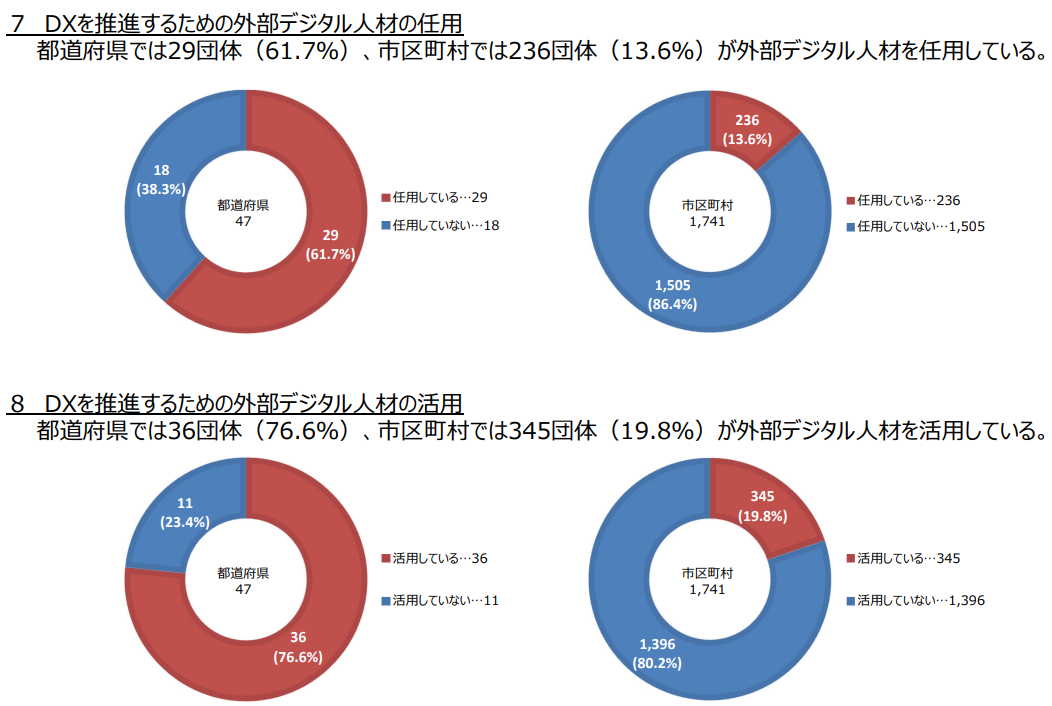 ７　DXを推進するための外部デジタル人材の任用
都道府県では29団体（61.7%）、市区町村では236団体（13.6%）が外部デジタル人材を任用している。
18
(38.3%)
都道府県
47
29
(61.7%)
任用している…29
任用していない…18
236
(13.6%)
市区町村
1,741
1,505
(86.4%)
任用している…236
任用していない…1,505
８　DXを推進するための外部デジタル人材の活用
都道府県では36団体（76.6%）、市区町村では345団体（19.8%）が外部デジタル人材を活用している。
11
(23.4%)
都道府県
47
36
(76.6%)
活用している…36
活用していない…11
345
(19.8%)
市区町村
1,741
1,396
(80.2%)
活用している…345
活用していない…1,396